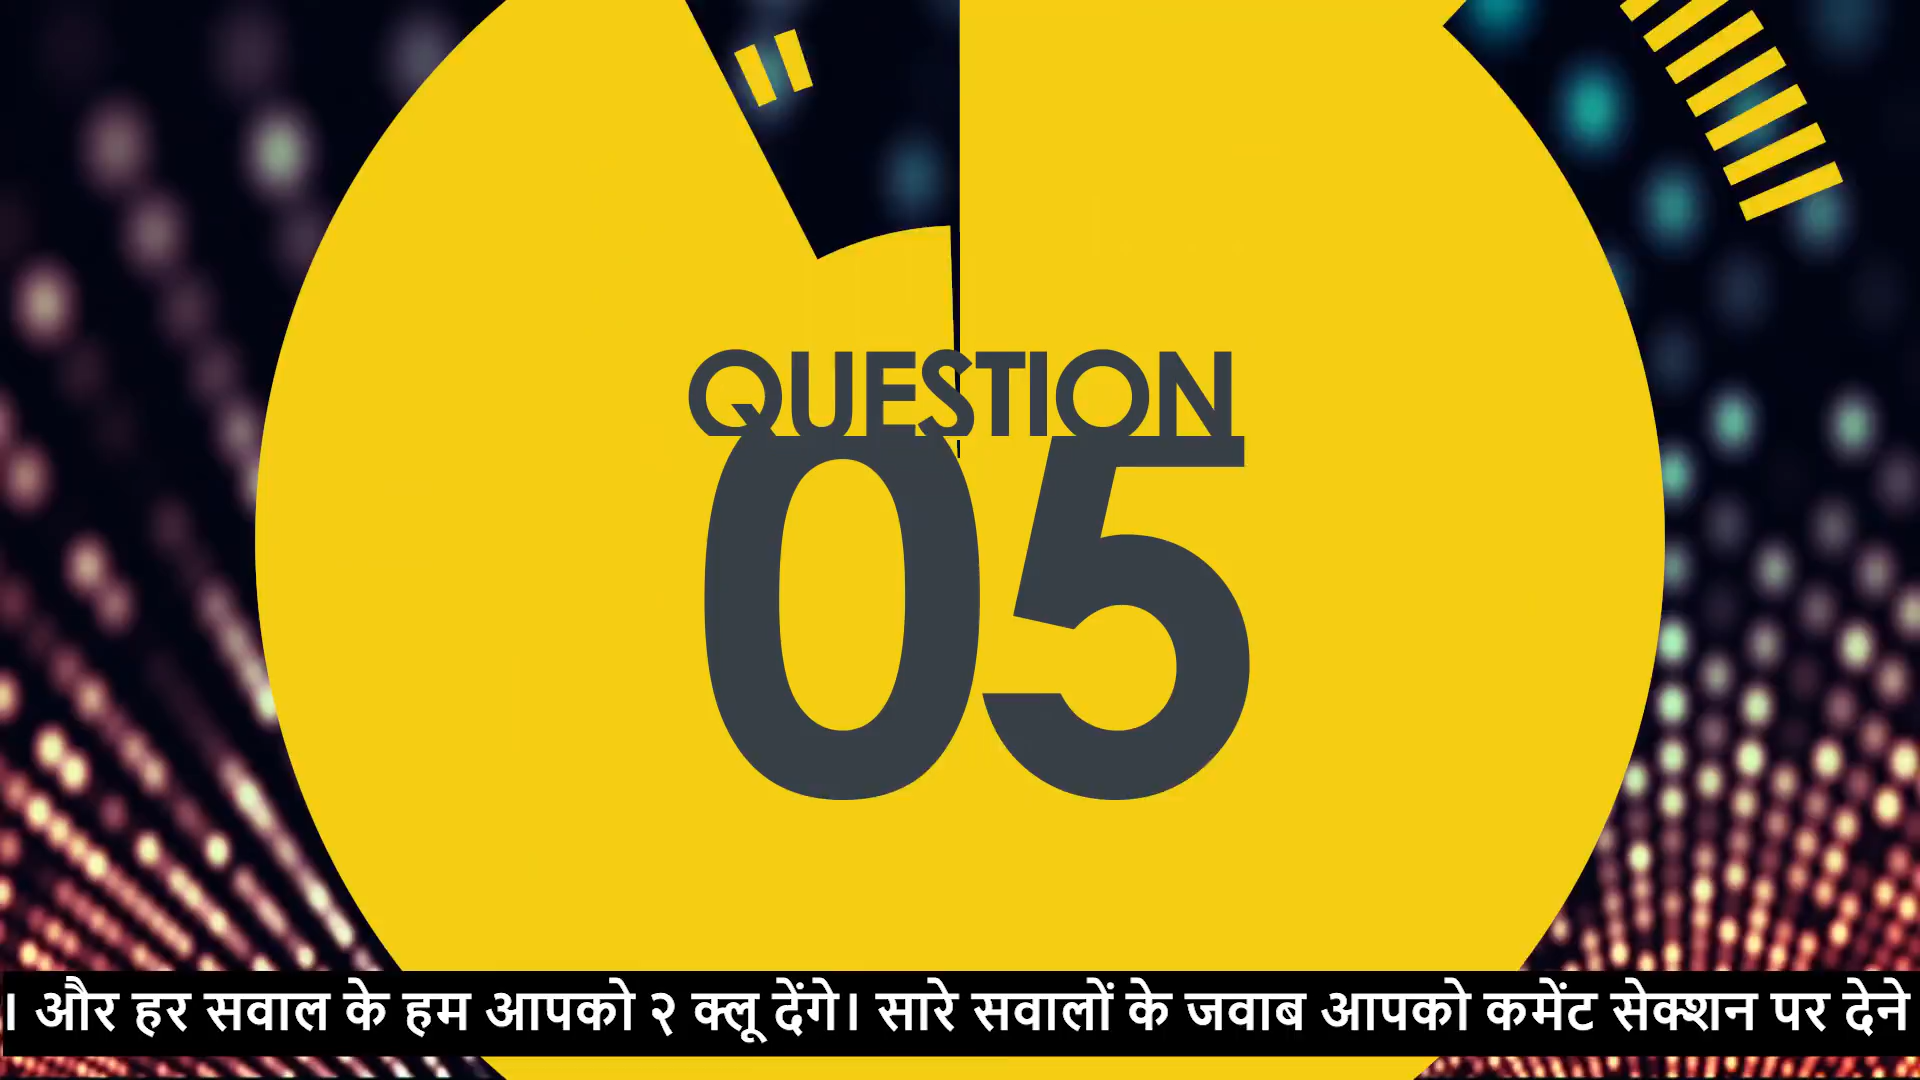 QUESTION
05
। और हर सवाल के हम आपको २ क्लू देंगे। सारे सवालों के जवाब आपको कमेंट सेक्शन पर देने